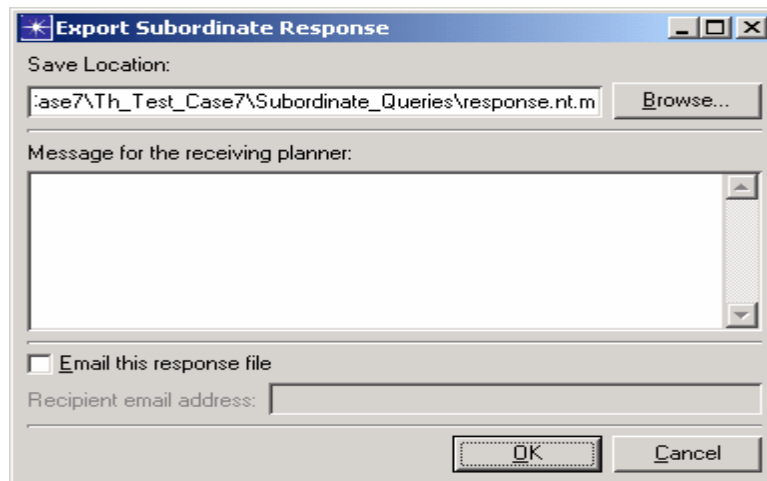 Export Subordinate Response
Save Location:
:ase7\Th_Test_Case7\Subordinate_Queries\response.nt.m
Browse...
Message for the receiving planner:
Email this response file
Recipient email address:
OK
Cancel